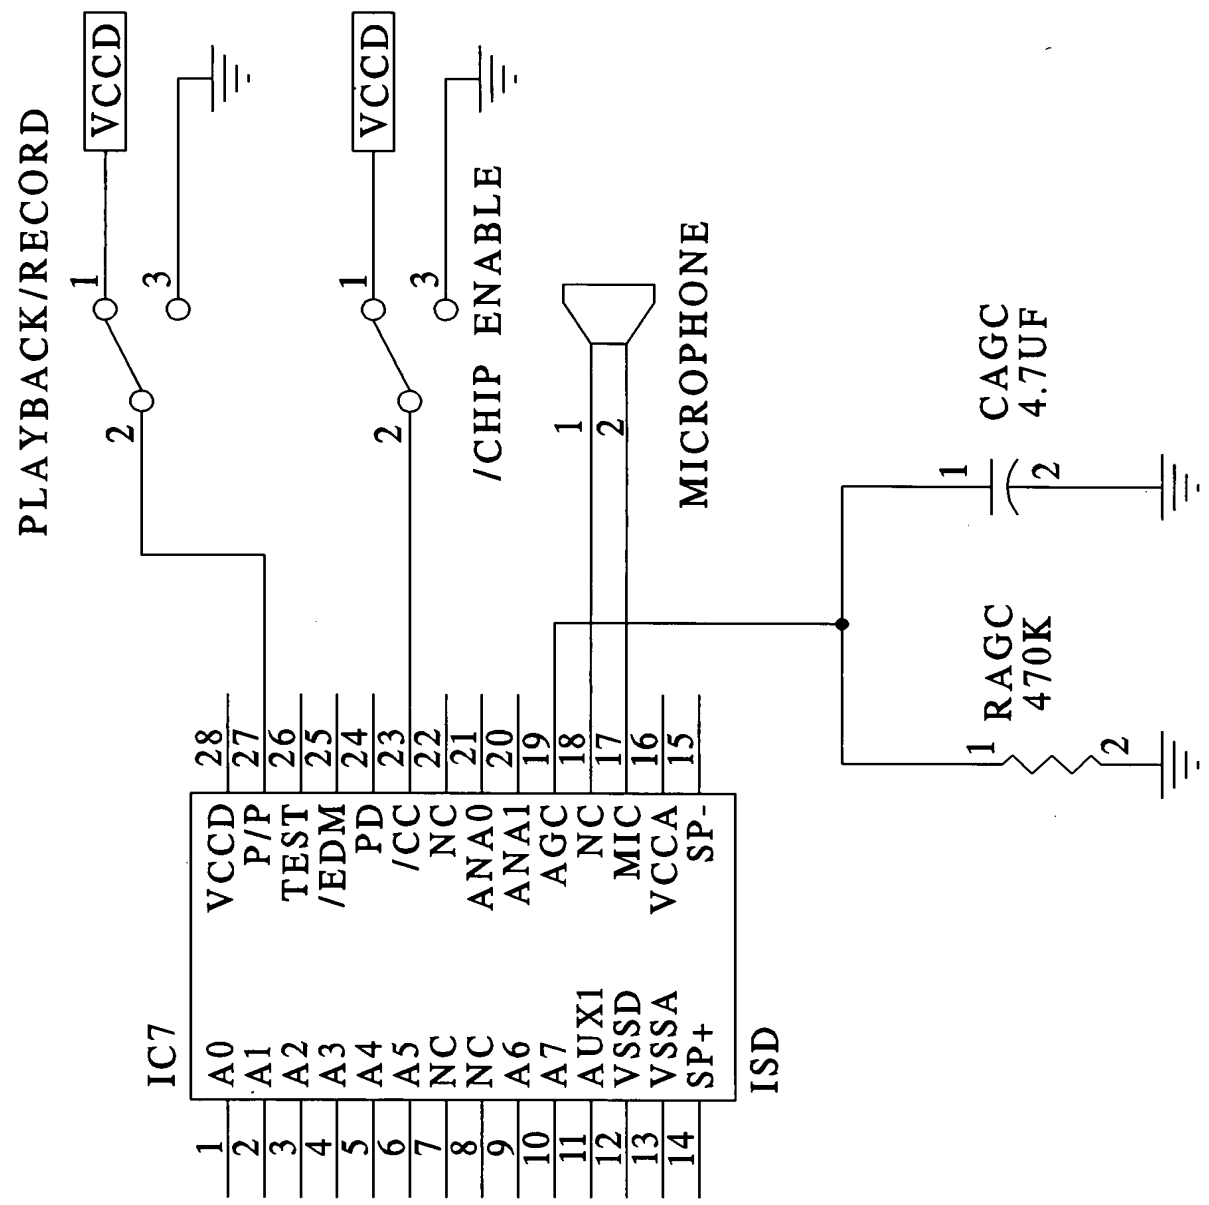 PLAYBACK/RECORD
VCCD
1
3
2
VCCD
1
3
2
/CHIP ENABLE
1
2
MICROPHONE
CAGC
4.7UF
1
2
RAGC
470K
1
2
IC7
28 VCCD
27 P/P
26 TEST
25 /EDM
24 PD
23 /CC
22 NC
21 ANA0
20 ANA1
19 AGC
18 NC
17 MIC
16 VCCA
15 SP-
1 A0
2 A1
3 A2
4 A3
5 A4
6 A5
7 NC
8 NC
9 A6
10 A7
11 AUX1
12 VSSD
13 VSSA
14 SP+
ISD